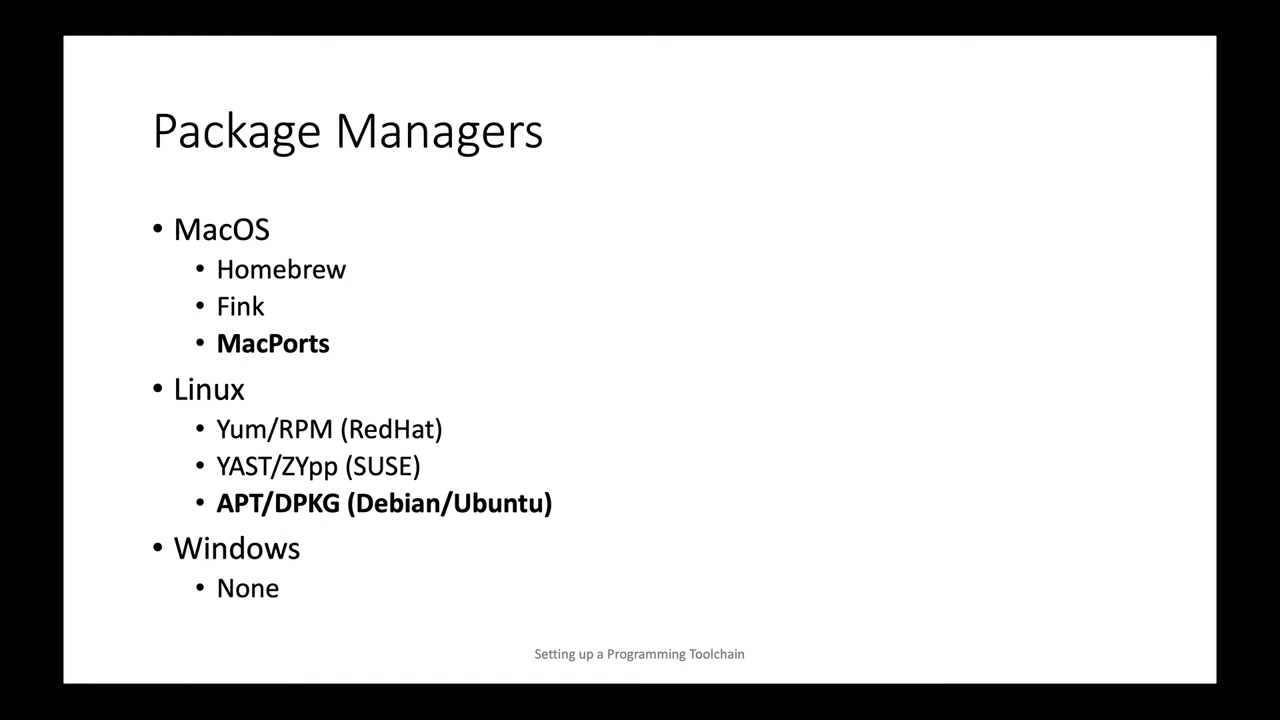 Package Managers
• MacOS
• Homebrew
• Fink
• MacPorts
• Linux
• Yum/RPM (RedHat)
• YAST/ZYpp (SUSE)
• APT/DPKG (Debian/Ubuntu)
• Windows
• None
Setting up a Programming Toolchain